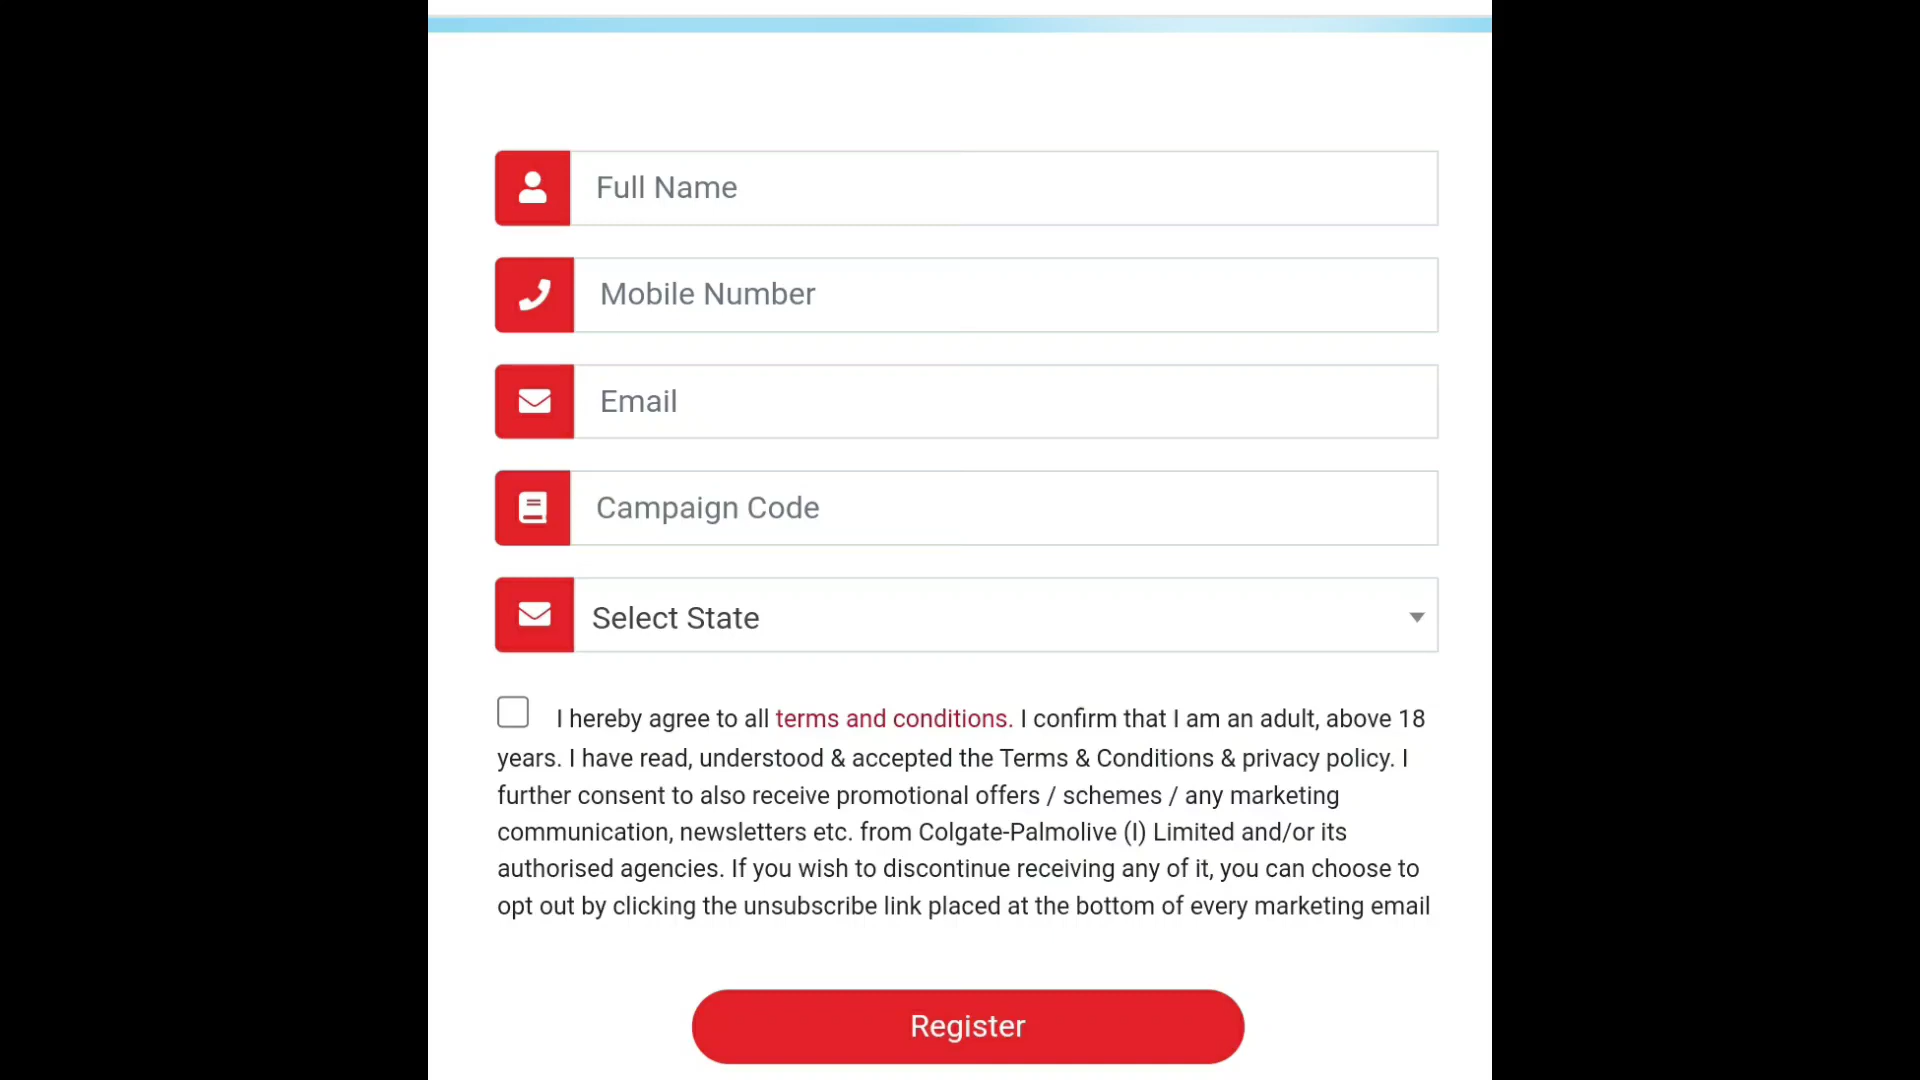 Full Name
Mobile Number
Email
Campaign Code
Select State
I hereby agree to all terms and conditions. I confirm that I am an adult, above 18
years. I have read, understood & accepted the Terms & Conditions & privacy policy. I
further consent to also receive promotional offers / schemes / any marketing
communication, newsletters etc. from Colgate-Palmolive (I) Limited and/or its
authorised agencies. If you wish to discontinue receiving any of it, you can choose to
opt out by clicking the unsubscribe link placed at the bottom of every marketing email
Register